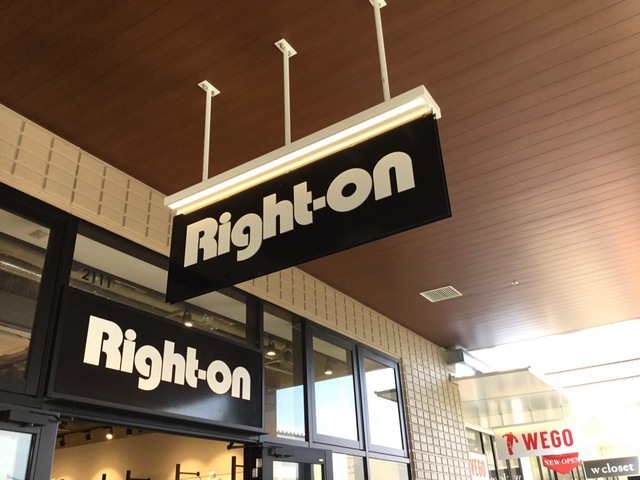 Right-on
2111
Right-on
WEGO
NEW OPEN
w closet